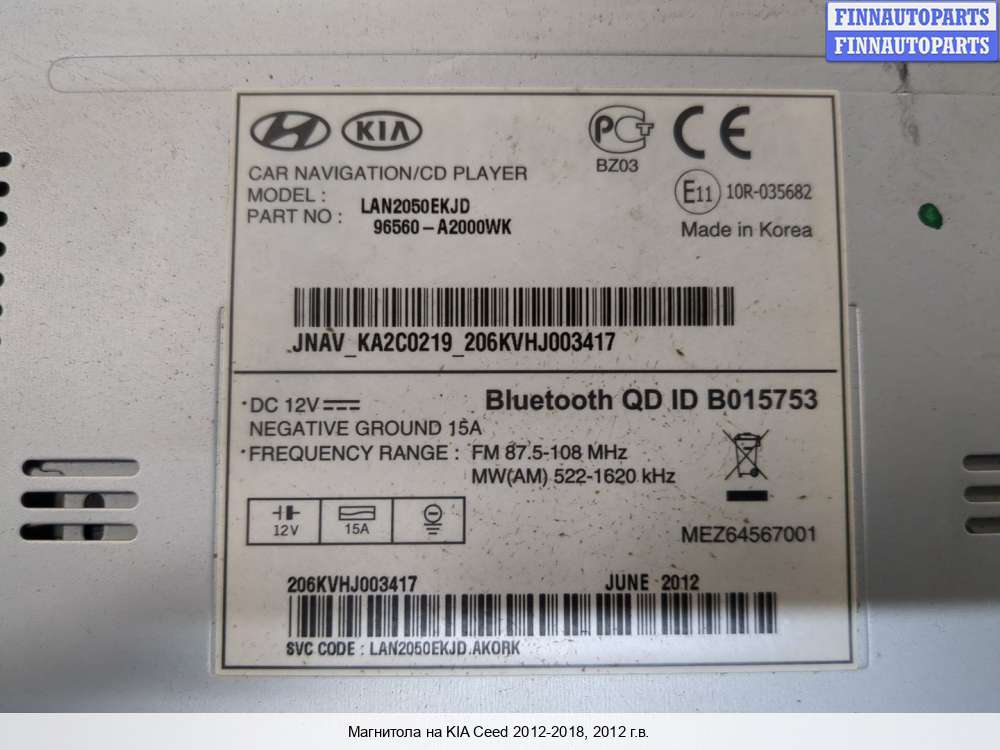 FINNAUTOPARTS
FINNAUTOPARTS
KIA
PCT
CE
BZ03
CAR NAVIGATION/CD PLAYER
MODEL : LAN2050EKJD
PART NO : 96560-A2000WK
E11 10R-035682
Made in Korea
JNAV_KA2C0219_206KVHJ003417
DC 12V
Bluetooth QD ID B015753
NEGATIVE GROUND 15A
FREQUENCY RANGE : FM 87.5-108 MHz
MW(AM) 522-1620 kHz
12V
15A
MEZ64567001
206KVHJ003417
JUNE 2012
SVC CODE : LAN2050EKJD.AKORK
Магнитола на KIA Ceed 2012-2018, 2012 г.в.